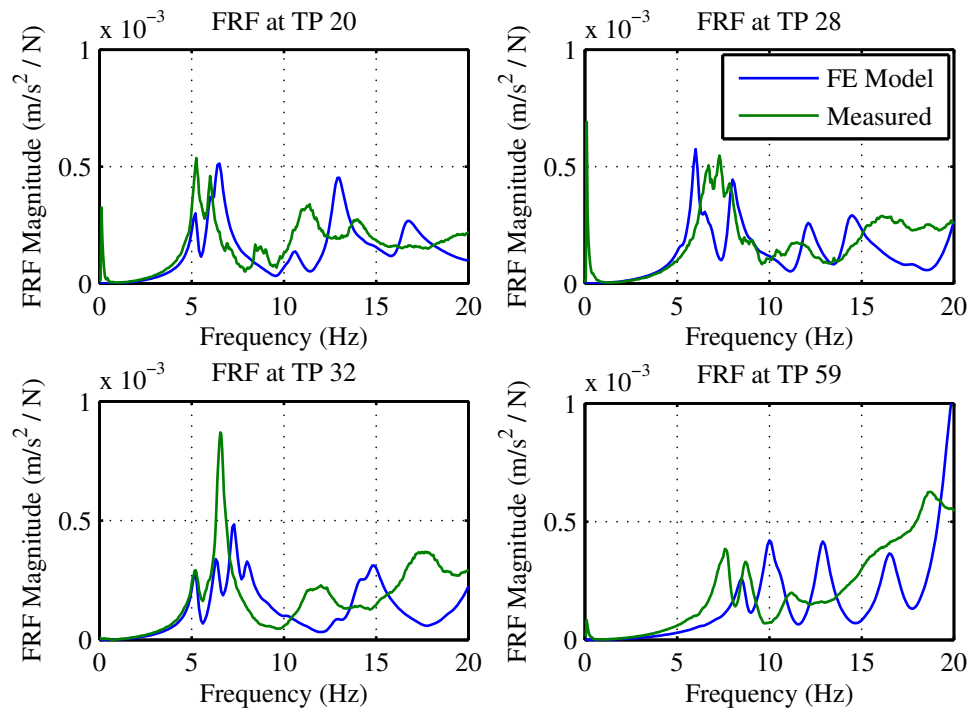 x 10⁻³
FRF at TP 20
FRF Magnitude (m/s² / N)
1
0.5
0
0 5 10 15 20
Frequency (Hz)
x 10⁻³
FRF at TP 28
FRF Magnitude (m/s² / N)
1
0.5
0
0 5 10 15 20
Frequency (Hz)
FE Model
Measured
x 10⁻³
FRF at TP 32
FRF Magnitude (m/s² / N)
1
0.5
0
0 5 10 15 20
Frequency (Hz)
x 10⁻³
FRF at TP 59
FRF Magnitude (m/s² / N)
1
0.5
0
0 5 10 15 20
Frequency (Hz)